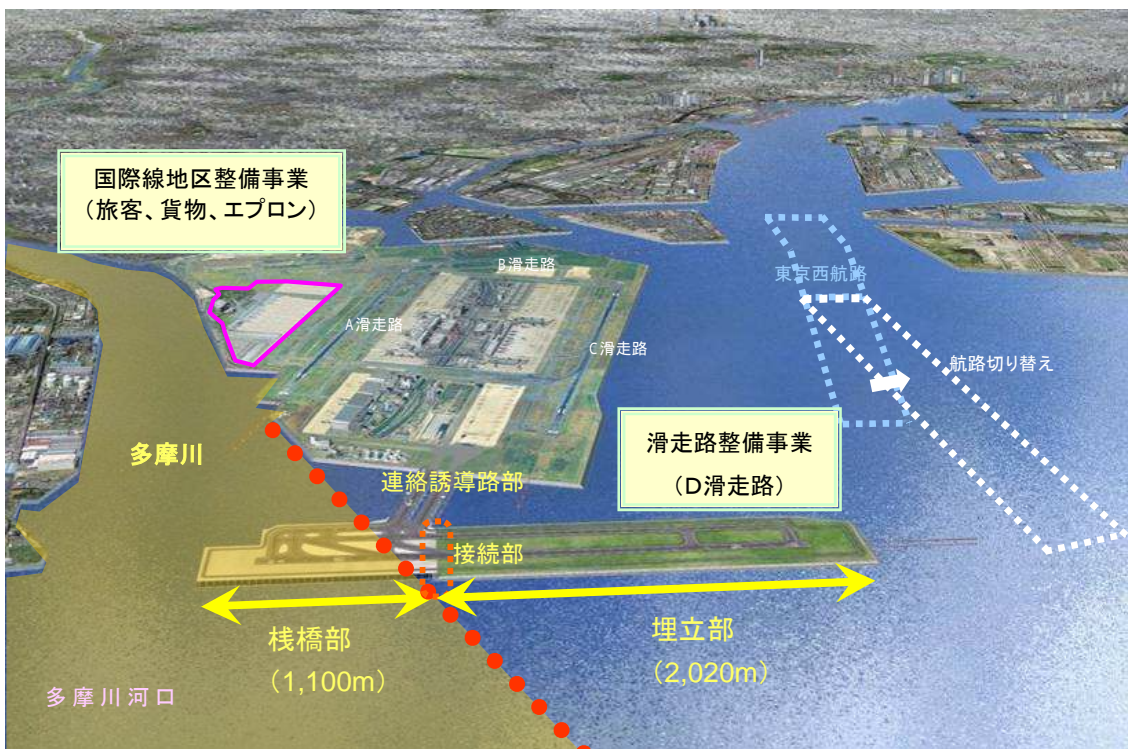 国際線地区整備事業
（旅客、貨物、エプロン）
B滑走路
東京西航路
A滑走路
C滑走路
航路切り替え
滑走路整備事業
（D滑走路）
多摩川
連絡誘導路部
接続部
桟橋部
（1,100m）
埋立部
（2,020m）
多摩川河口